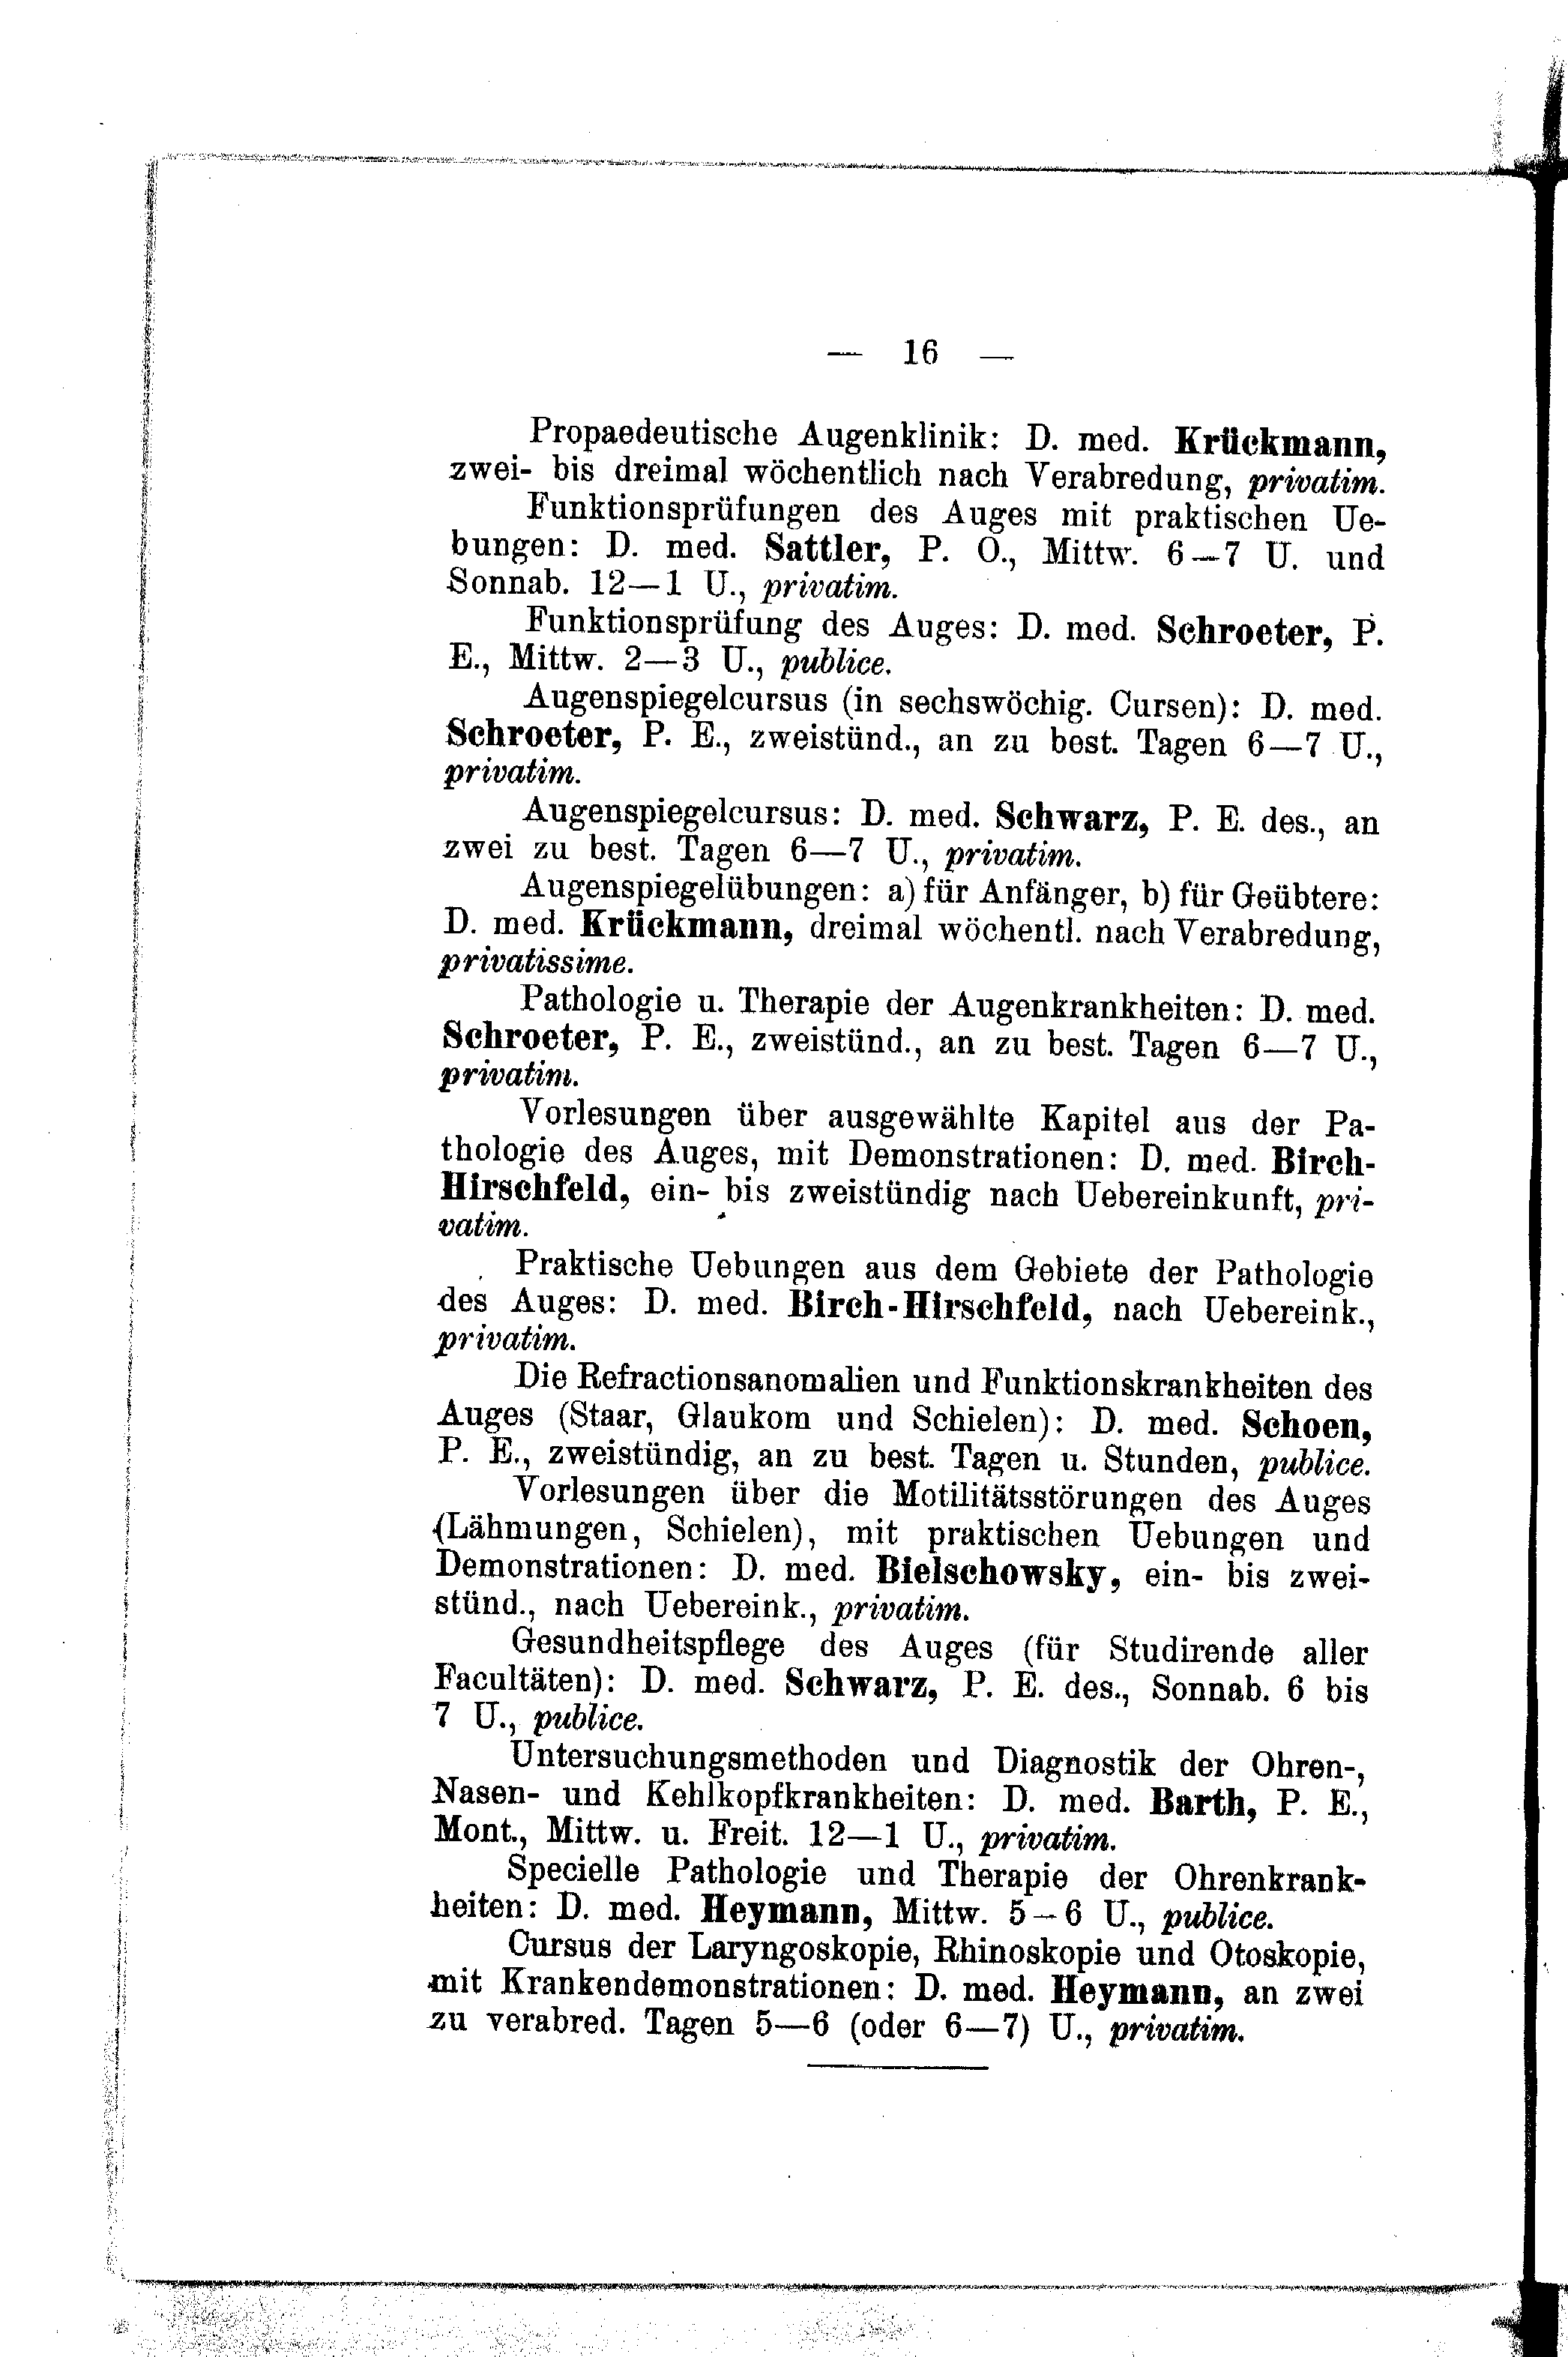 — 16 —
Propaedeutische Augenklinik: D. med. Krückmann,
zwei- bis dreimal wöchentlich nach Verabredung, privatim.
Funktionsprüfungen des Auges mit praktischen Ue-
bungen: D. med. Sattler, P. O., Mittw. 6—7 U. und
Sonnab. 12—1 U., privatim.
Funktionsprüfung des Auges: D. med. Schroeter, P.
E., Mittw. 2—3 U., publice.
Augenspiegelcursus (in sechswöchig. Cursen): D. med.
Schroeter, P. E., zweistünd., an zu best. Tagen 6—7 U.,
privatim.
Augenspiegelcursus: D. med. Schwarz, P. E. des., an
zwei zu best. Tagen 6—7 U., privatim.
Augenspiegelübungen: a) für Anfänger, b) für Geübtere:
D. med. Krückmann, dreimal wöchentl. nach Verabredung,
privatissime.
Pathologie u. Therapie der Augenkrankheiten: D. med.
Schroeter, P. E., zweistünd., an zu best. Tagen 6—7 U.,
privatim.
Vorlesungen über ausgewählte Kapitel aus der Pa-
thologie des Auges, mit Demonstrationen: D. med. Birch-
Hirschfeld, ein- bis zweistündig nach Uebereinkunft, pri-
vatim.
Praktische Uebungen aus dem Gebiete der Pathologie
des Auges: D. med. Birch-Hirschfeld, nach Uebereink.,
privatim.
Die Refractionsanomalien und Funktionskrankheiten des
Auges (Staar, Glaukom und Schielen): D. med. Schoen,
P. E., zweistündig, an zu best. Tagen u. Stunden, publice.
Vorlesungen über die Motilitätsstörungen des Auges
(Lähmungen, Schielen), mit praktischen Uebungen und
Demonstrationen: D. med. Bielschowsky, ein- bis zwei-
stünd., nach Uebereink., privatim.
Gesundheitspflege des Auges (für Studirende aller
Facultäten): D. med. Schwarz, P. E. des., Sonnab. 6 bis
7 U., publice.
Untersuchungsmethoden und Diagnostik der Ohren-,
Nasen- und Kehlkopfkrankheiten: D. med. Barth, P. E.,
Mont., Mittw. u. Freit. 12—1 U., privatim.
Specielle Pathologie und Therapie der Ohrenkrank-
heiten: D. med. Heymann, Mittw. 5—6 U., publice.
Cursus der Laryngoskopie, Rhinoskopie und Otoskopie,
mit Krankendemonstrationen: D. med. Heymann, an zwei
zu verabred. Tagen 5—6 (oder 6—7) U., privatim.